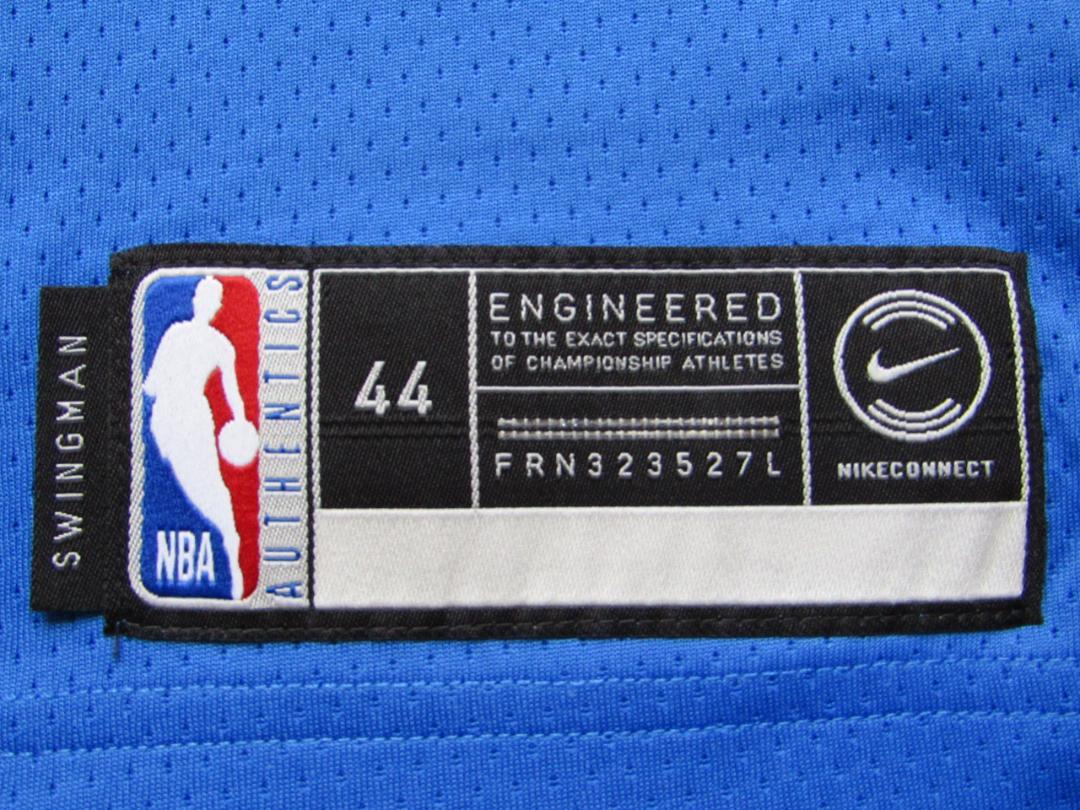 SWINGMAN
NBA
AUTHENTICS
44
ENGINEERED
TO THE EXACT SPECIFICATIONS
OF CHAMPIONSHIP ATHLETES
FRN323527L
NIKECONNECT